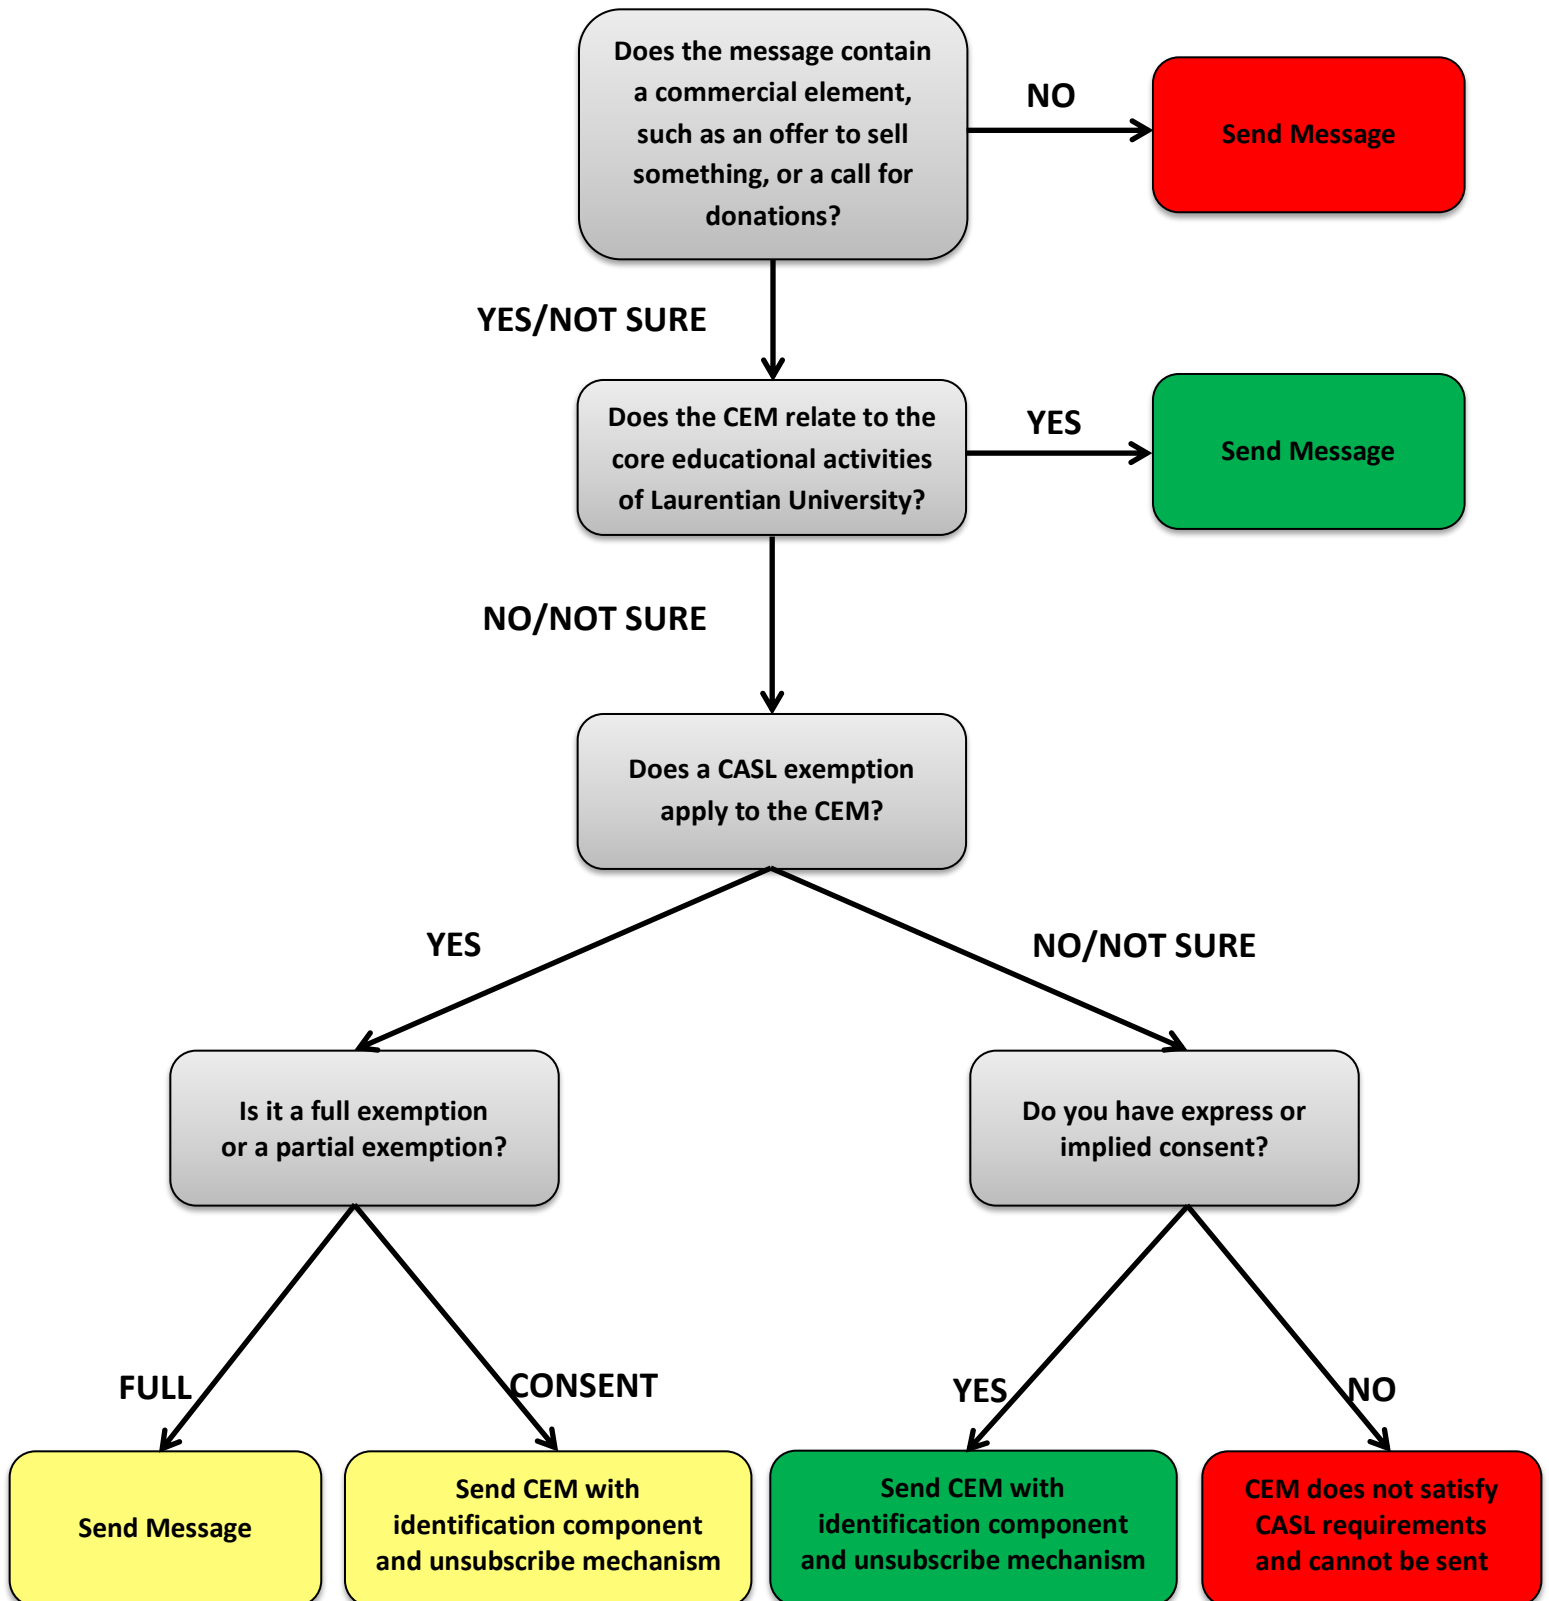 Does the message contain
a commercial element,
such as an offer to sell
something, or a call for
donations?
NO
Send Message
YES/NOT SURE
Does the CEM relate to the
core educational activities
of Laurentian University?
YES
Send Message
NO/NOT SURE
Does a CASL exemption
apply to the CEM?
YES
NO/NOT SURE
Is it a full exemption
or a partial exemption?
Do you have express or
implied consent?
FULL
CONSENT
YES
NO
Send Message
Send CEM with
identification component
and unsubscribe mechanism
Send CEM with
identification component
and unsubscribe mechanism
CEM does not satisfy
CASL requirements
and cannot be sent